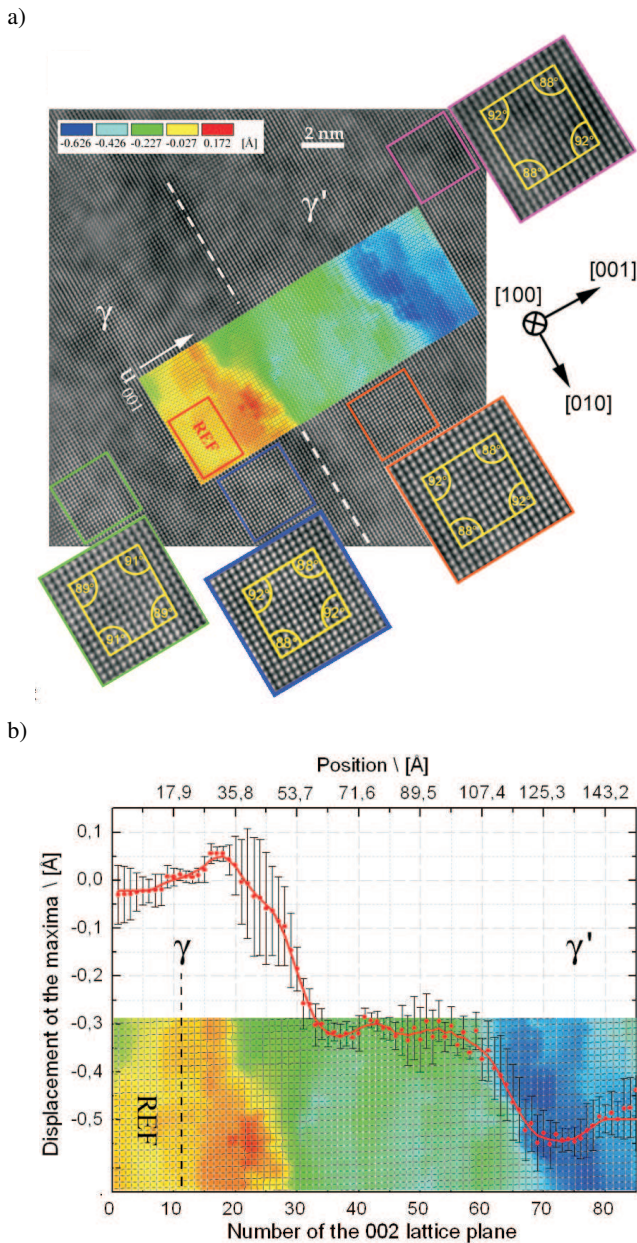 a)
88°
92°
92°
88°
-0.626 -0.426 -0.227 -0.027 0.172 [Å]
2 nm
γ'
[001]
[100]
[010]
γ
u001
REF
88°
92°
92°
88°
91°
89°
89°
91°
88°
92°
92°
88°
b)
Position \ [Å]
17,9 35,8 53,7 71,6 89,5 107,4 125,3 143,2
0,1
0,0
-0,1
-0,2
-0,3
-0,4
-0,5
Displacement ot the maxima \ [Å]
γ
γ'
REF
0 10 20 30 40 50 60 70 80
Number of the 002 lattice plane